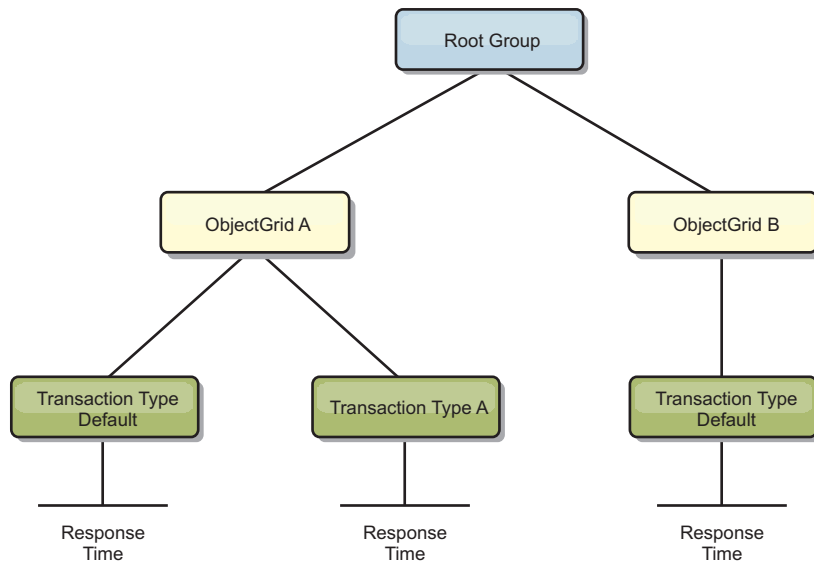 Root Group
ObjectGrid A
ObjectGrid B
Transaction Type
Default
Transaction Type A
Transaction Type
Default
Response
Time
Response
Time
Response
Time